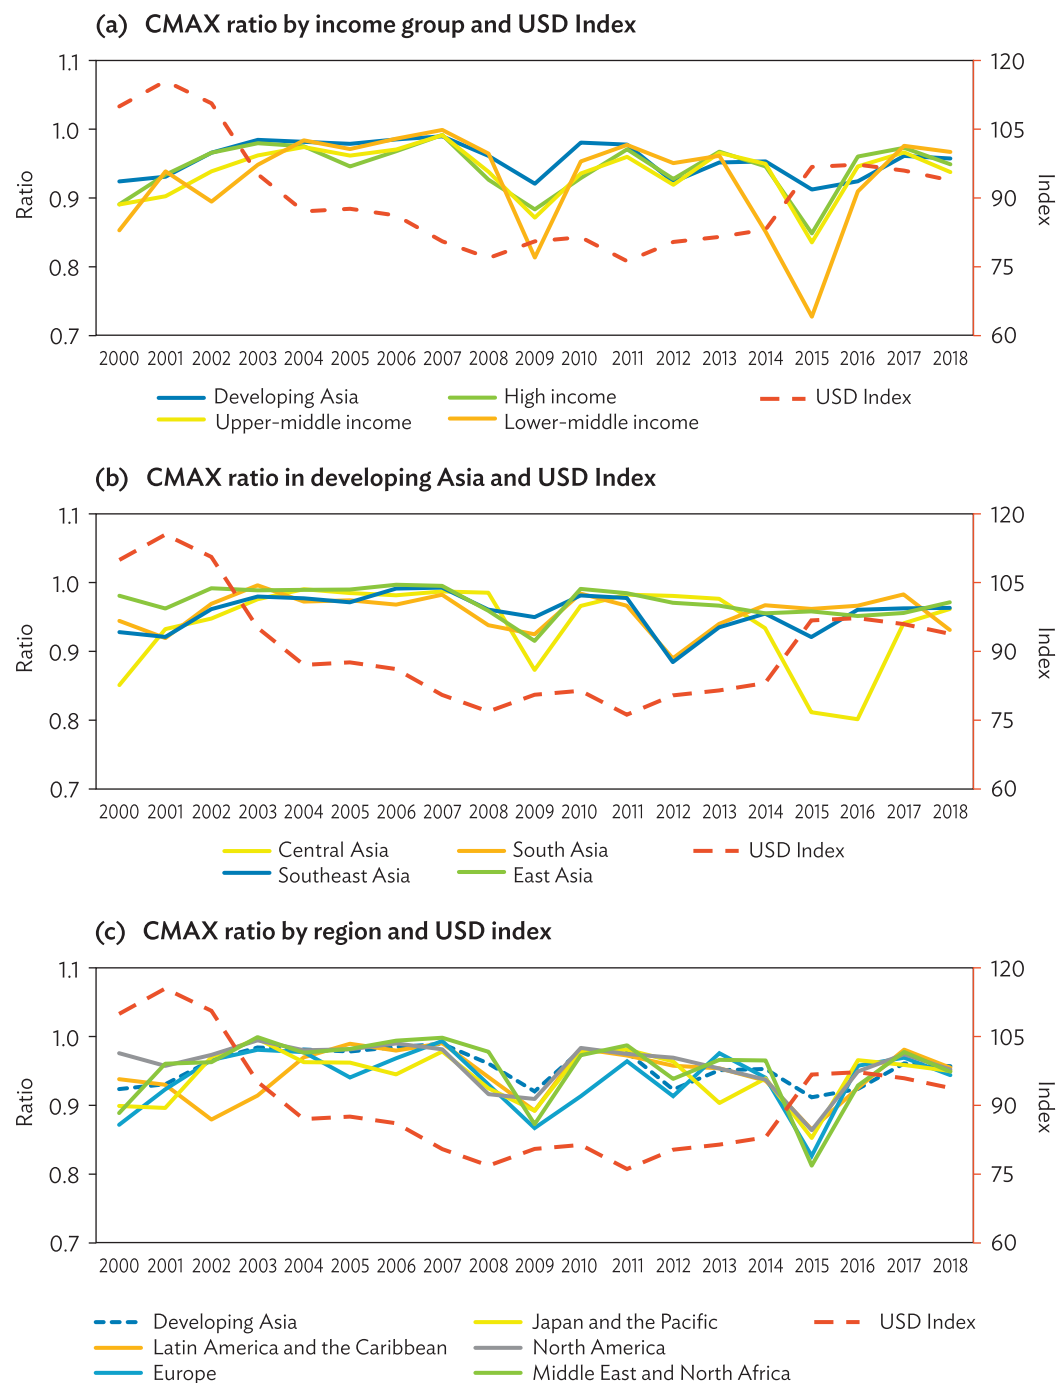 (a) CMAX ratio by income group and USD Index
1.1 120
1.0 105
0.9 90
0.8 75
0.7 60
Ratio
Index
2000 2001 2002 2003 2004 2005 2006 2007 2008 2009 2010 2011 2012 2013 2014 2015 2016 2017 2018
Developing Asia High income USD Index
Upper-middle income Lower-middle income
(b) CMAX ratio in developing Asia and USD Index
1.1 120
1.0 105
0.9 90
0.8 75
0.7 60
Ratio
Index
2000 2001 2002 2003 2004 2005 2006 2007 2008 2009 2010 2011 2012 2013 2014 2015 2016 2017 2018
Central Asia South Asia USD Index
Southeast Asia East Asia
(c) CMAX ratio by region and USD index
1.1 120
1.0 105
0.9 90
0.8 75
0.7 60
Ratio
Index
2000 2001 2002 2003 2004 2005 2006 2007 2008 2009 2010 2011 2012 2013 2014 2015 2016 2017 2018
Developing Asia Japan and the Pacific USD Index
Latin America and the Caribbean North America
Europe Middle East and North Africa